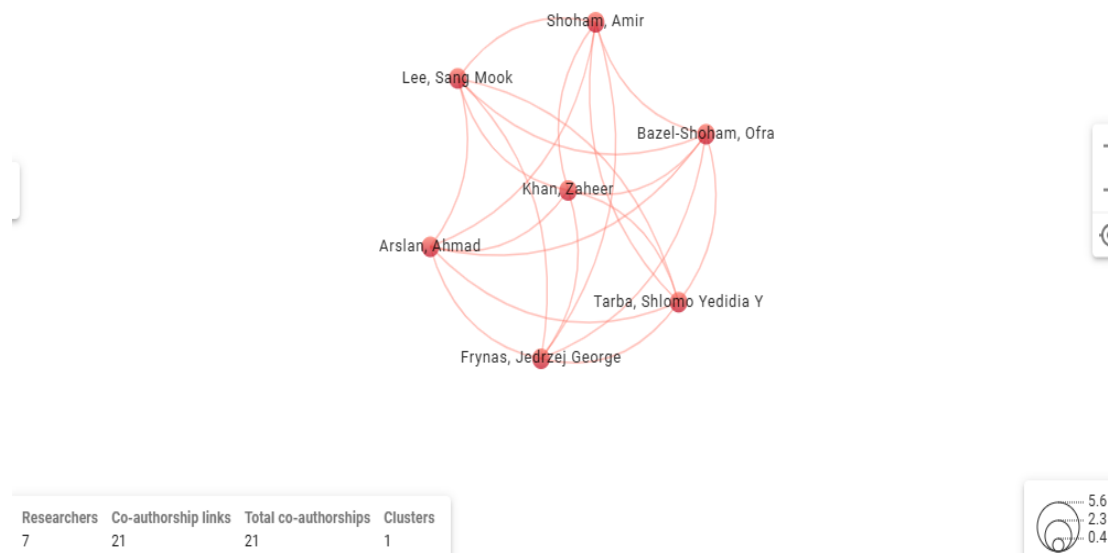 Shoham, Amir
Lee, Sang Mook
Bazel-Shoham, Ofra
Khan, Zaheer
Arslan, Ahmad
Tarba, Shlomo Yedidia Y
Frynas, Jedrzej George
Researchers Co-authorship links Total co-authorships Clusters
7 21 21 1
5.6
2.3
0.4